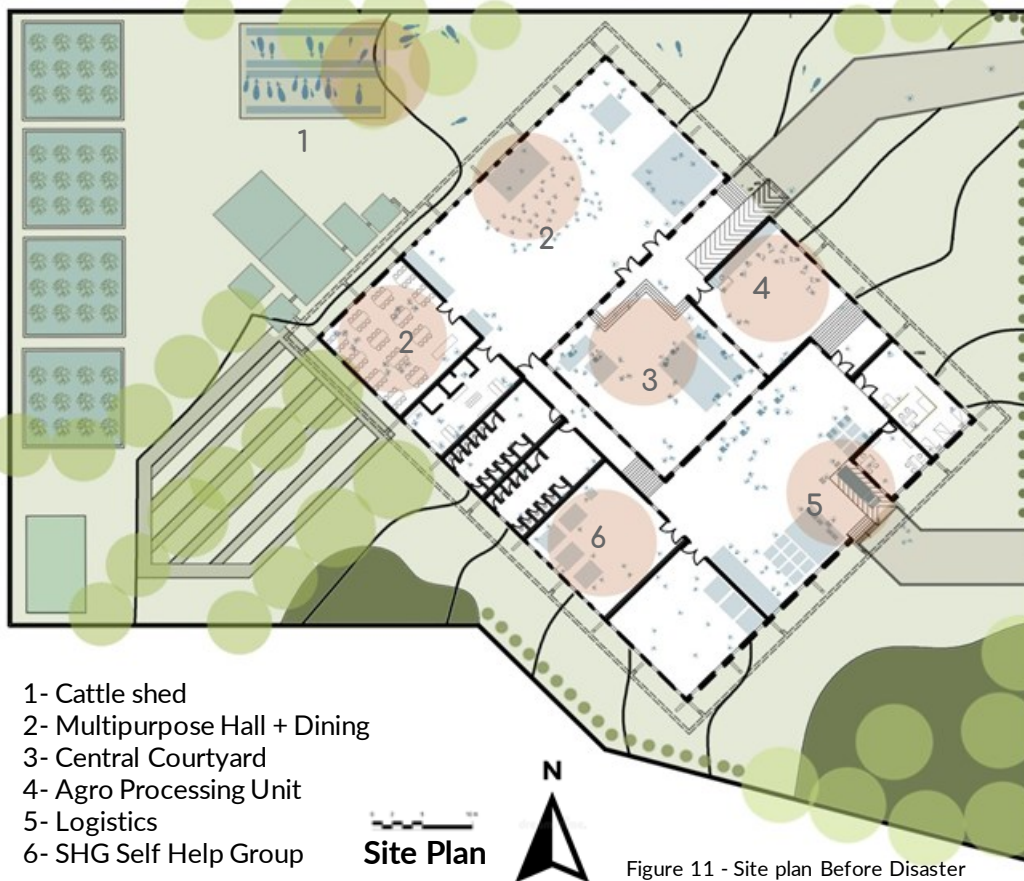 1
2
4
2
3
5
6
1- Cattle shed
2- Multipurpose Hall + Dining
3- Central Courtyard
4- Agro Processing Unit
5- Logistics
6- SHG Self Help Group
Site Plan
N
Figure 11 - Site plan Before Disaster